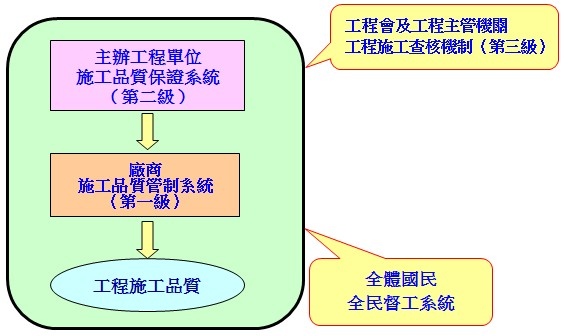 主辦工程單位
施工品質保證系統
（第二級）
廠商
施工品質管制系統
（第一級）
工程施工品質
工程會及工程主管機關
工程施工查核機制（第三級）
全體國民
全民督工系統